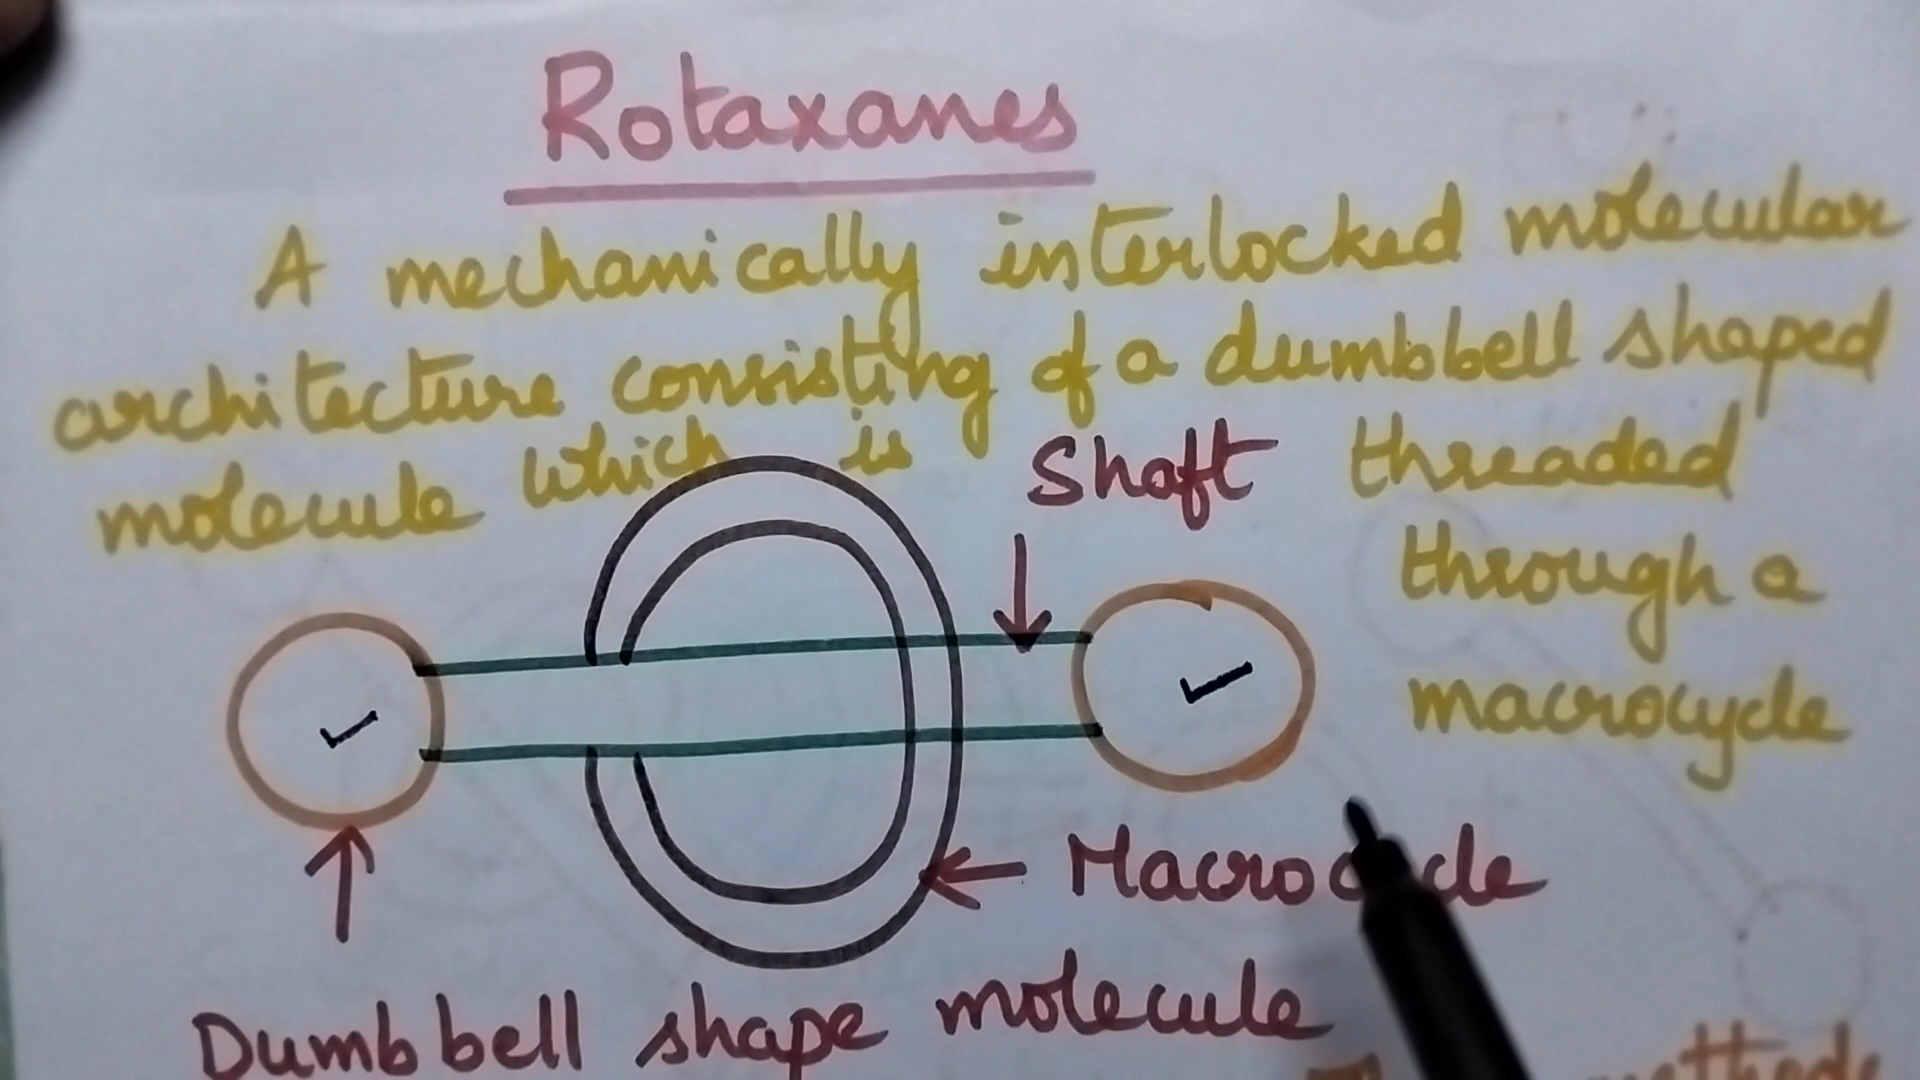 Rotaxanes
A mechanically interlocked molecular
architecture consisting of a dumbbell shaped
molecule which is threaded
through a
macrocycle
Shaft
Dumbbell shape molecule